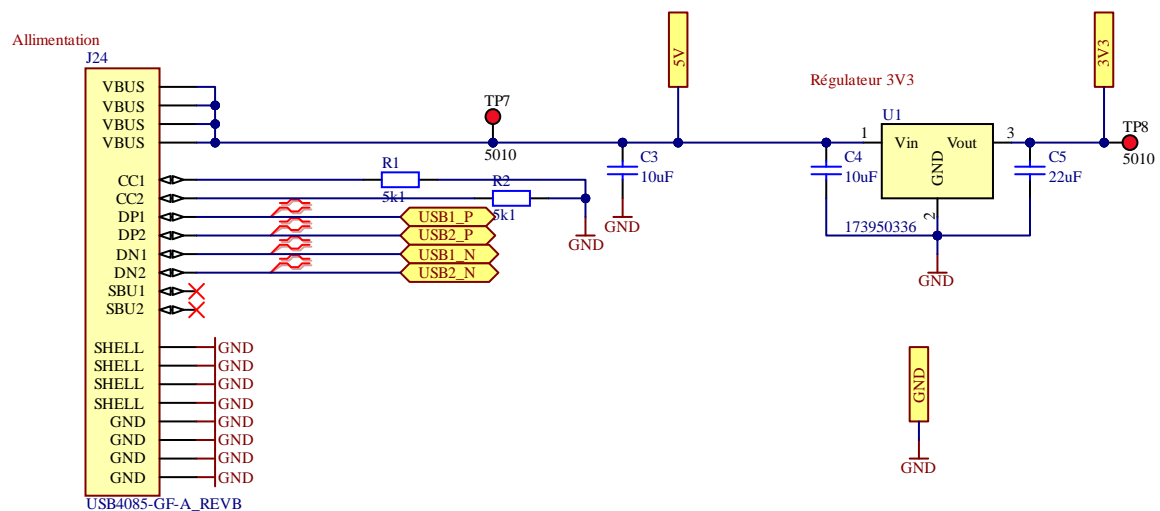 Allimentation
J24
VBUS
VBUS
VBUS
VBUS
CC1
CC2
DP1
DP2
DN1
DN2
SBU1
SBU2
SHELL
SHELL
SHELL
SHELL
GND
GND
GND
GND
USB4085-GF-A_REVB
GND
GND
GND
GND
GND
GND
GND
GND
R1
5k1
R2
5k1
USB1_P
USB2_P
USB1_N
USB2_N
GND
TP7
5010
C3
10uF
GND
5V
Régulateur 3V3
C4
10uF
U1
1
Vin
Vout
3
GND
2
173950336
GND
C5
22uF
3V3
TP8
5010
GND
GND